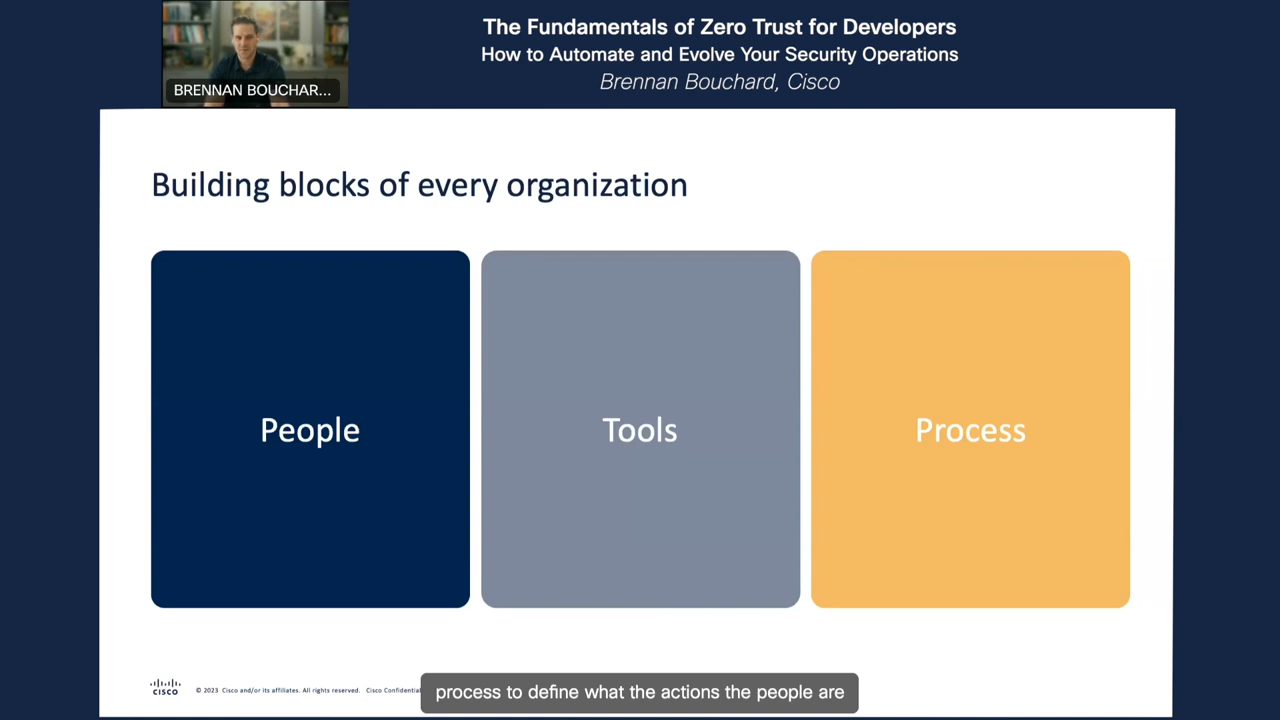 The Fundamentals of Zero Trust for Developers
How to Automate and Evolve Your Security Operations
Brennan Bouchard, Cisco
BRENNAN BOUCHAR...
Building blocks of every organization
People
Tools
Process
CISCO
© 2023 Cisco and/or its affiliates. All rights reserved. Cisco Confidential
process to define what the actions the people are